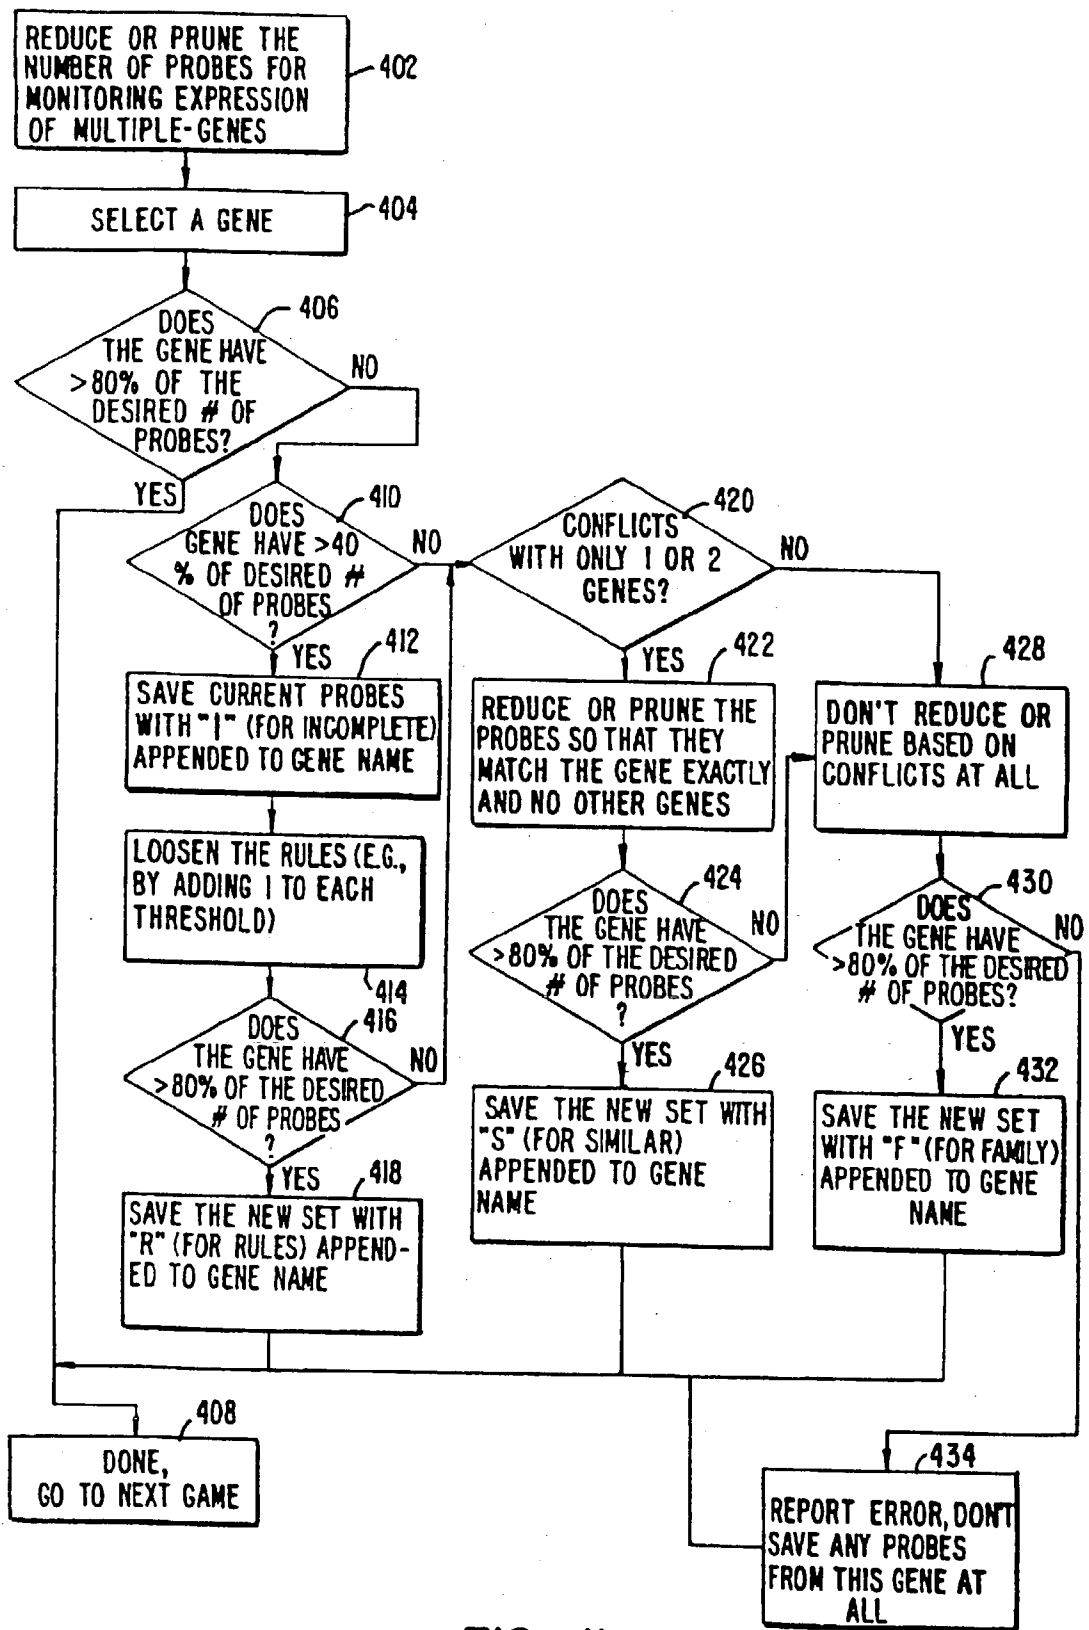 REDUCE OR PRUNE THE
NUMBER OF PROBES FOR
MONITORING EXPRESSION
OF MULTIPLE-GENES
402
SELECT A GENE
404
406
DOES
THE GENE HAVE
>80% OF THE
DESIRED # OF
PROBES?
NO
YES
410
DOES
GENE HAVE >40
% OF DESIRED #
OF PROBES
?
NO
YES
420
CONFLICTS
WITH ONLY 1 OR 2
GENES?
NO
YES
412
SAVE CURRENT PROBES
WITH "I" (FOR INCOMPLETE)
APPENDED TO GENE NAME
422
REDUCE OR PRUNE THE
PROBES SO THAT THEY
MATCH THE GENE EXACTLY
AND NO OTHER GENES
428
DON'T REDUCE OR
PRUNE BASED ON
CONFLICTS AT ALL
LOOSEN THE RULES (E.G.,
BY ADDING 1 TO EACH
THRESHOLD)
414
424
DOES
THE GENE HAVE
>80% OF THE DESIRED
# OF PROBES
?
NO
YES
430
DOES
THE GENE HAVE
>80% OF THE DESIRED
# OF PROBES?
NO
YES
416
DOES
THE GENE HAVE
>80% OF THE DESIRED
# OF PROBES
?
NO
YES
418
SAVE THE NEW SET WITH
"R" (FOR RULES) APPEND-
ED TO GENE NAME
426
SAVE THE NEW SET WITH
"S" (FOR SIMILAR)
APPENDED TO GENE
NAME
432
SAVE THE NEW SET
WITH "F" (FOR FAMILY)
APPENDED TO GENE
NAME
408
DONE,
GO TO NEXT GAME
434
REPORT ERROR, DON'T
SAVE ANY PROBES
FROM THIS GENE AT
ALL